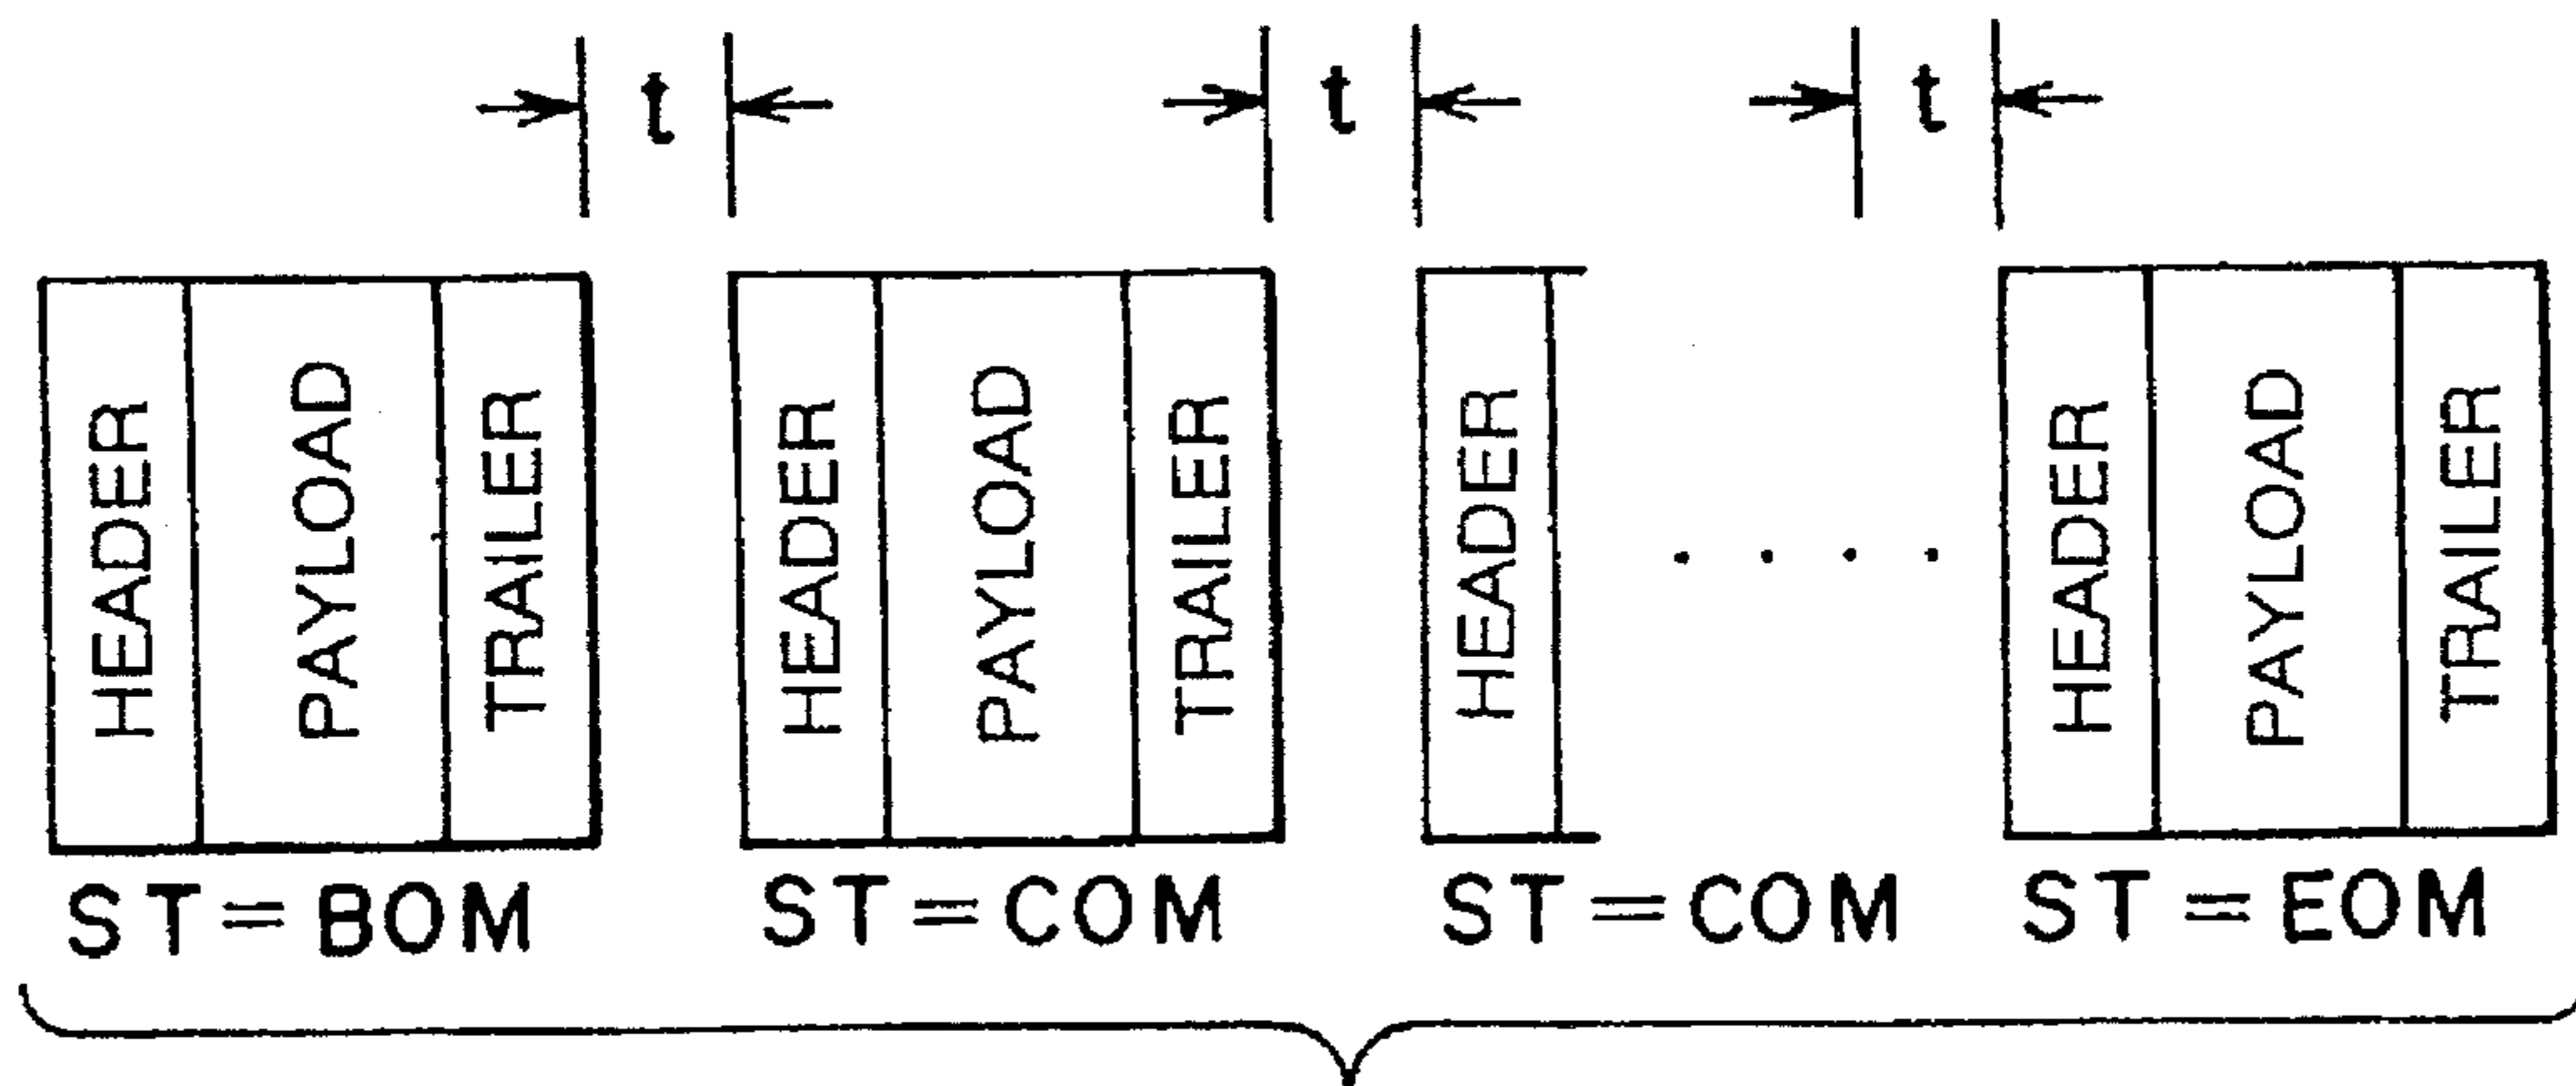 t t t
HEADER PAYLOAD TRAILER HEADER PAYLOAD TRAILER HEADER . . . . HEADER PAYLOAD TRAILER
ST=BOM ST=COM ST=COM ST=EOM